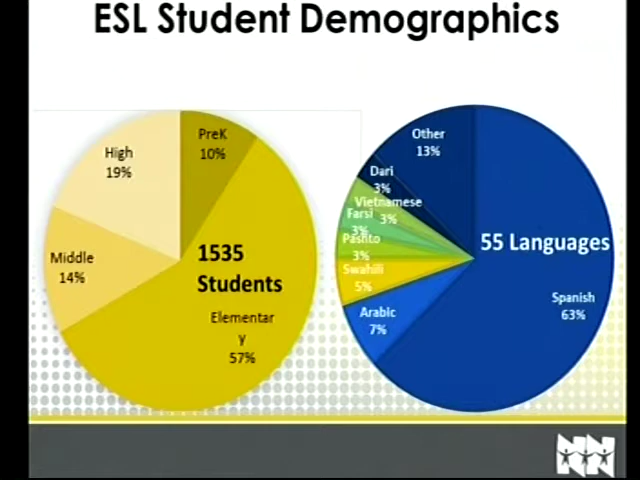 ESL Student Demographics
PreK
10%
High
19%
Middle
14%
1535
Students
Elementar
y
57%
Other
13%
Dari
3%
Vietnamese
3%
Farsi
3%
Pashto
3%
Swahili
5%
Arabic
7%
55 Languages
Spanish
63%
NN